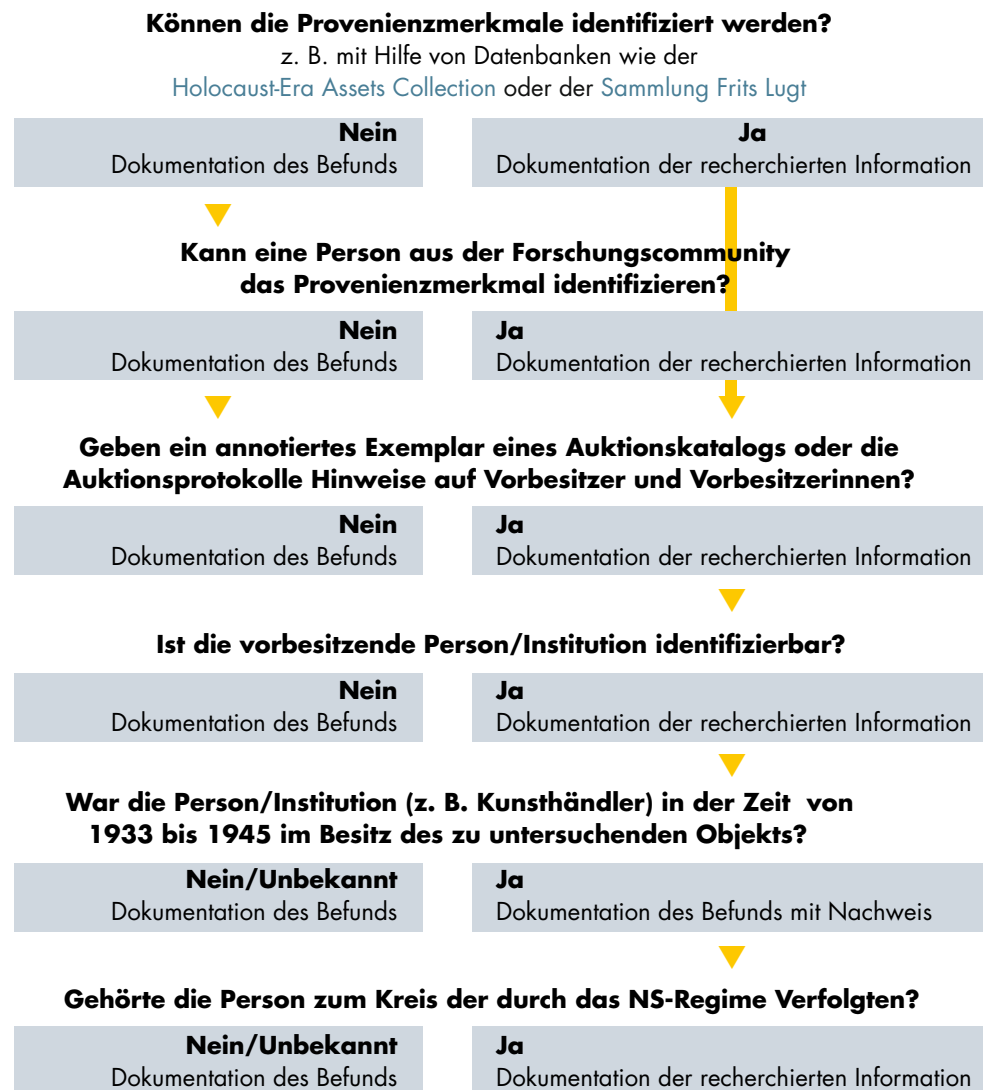 Können die Provenienzmerkmale identifiziert werden?
z. B. mit Hilfe von Datenbanken wie der
Holocaust-Era Assets Collection oder der Sammlung Frits Lugt
Nein
Dokumentation des Befunds
Ja
Dokumentation der recherchierten Information
Kann eine Person aus der Forschungscommunity
das Provenienzmerkmal identifizieren?
Nein
Dokumentation des Befunds
Ja
Dokumentation der recherchierten Information
Geben ein annotiertes Exemplar eines Auktionskatalogs oder die
Auktionsprotokolle Hinweise auf Vorbesitzer und Vorbesitzerinnen?
Nein
Dokumentation des Befunds
Ja
Dokumentation der recherchierten Information
Ist die vorbesitzende Person/Institution identifizierbar?
Nein
Dokumentation des Befunds
Ja
Dokumentation der recherchierten Information
War die Person/Institution (z. B. Kunsthändler) in der Zeit von
1933 bis 1945 im Besitz des zu untersuchenden Objekts?
Nein/Unbekannt
Dokumentation des Befunds
Ja
Dokumentation des Befunds mit Nachweis
Gehörte die Person zum Kreis der durch das NS-Regime Verfolgten?
Nein/Unbekannt
Dokumentation des Befunds
Ja
Dokumentation der recherchierten Information